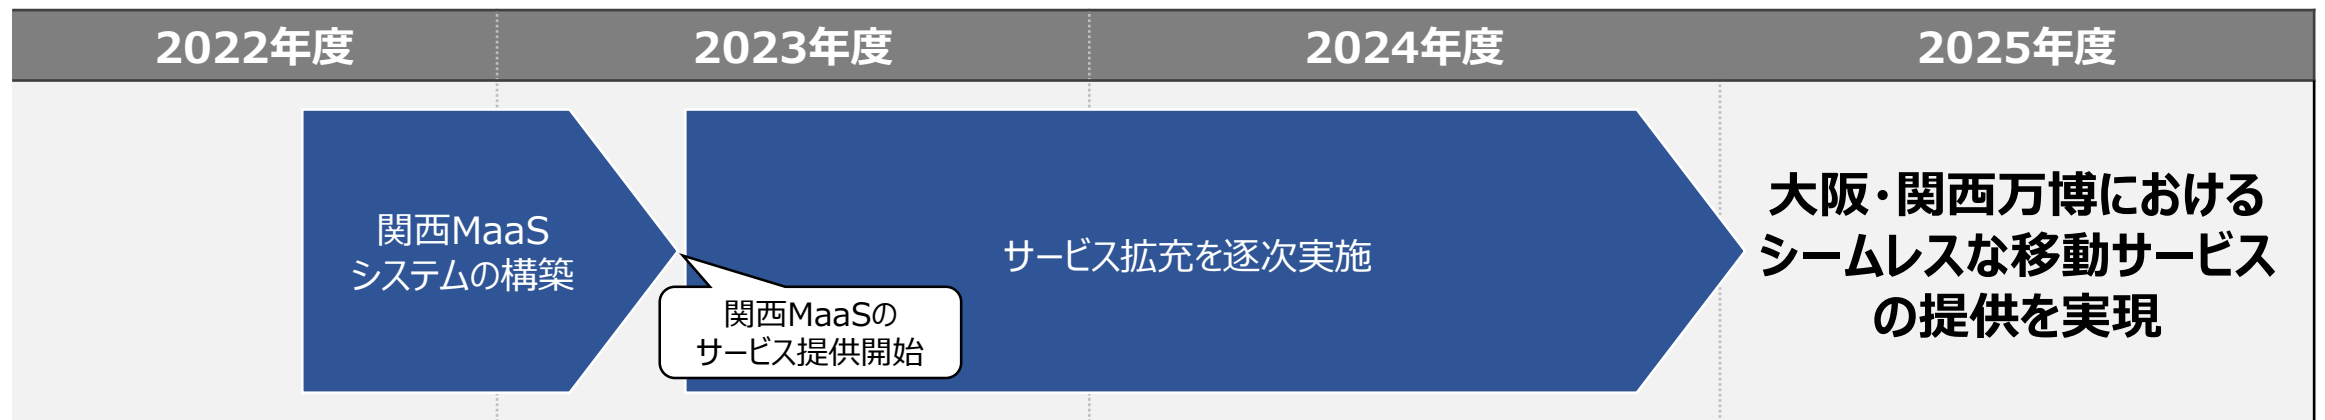 2022年度
2023年度
2024年度
2025年度
関西MaaS
システムの構築
関西MaaSの
サービス提供開始
サービス拡充を逐次実施
大阪・関西万博における
シームレスな移動サービス
の提供を実現